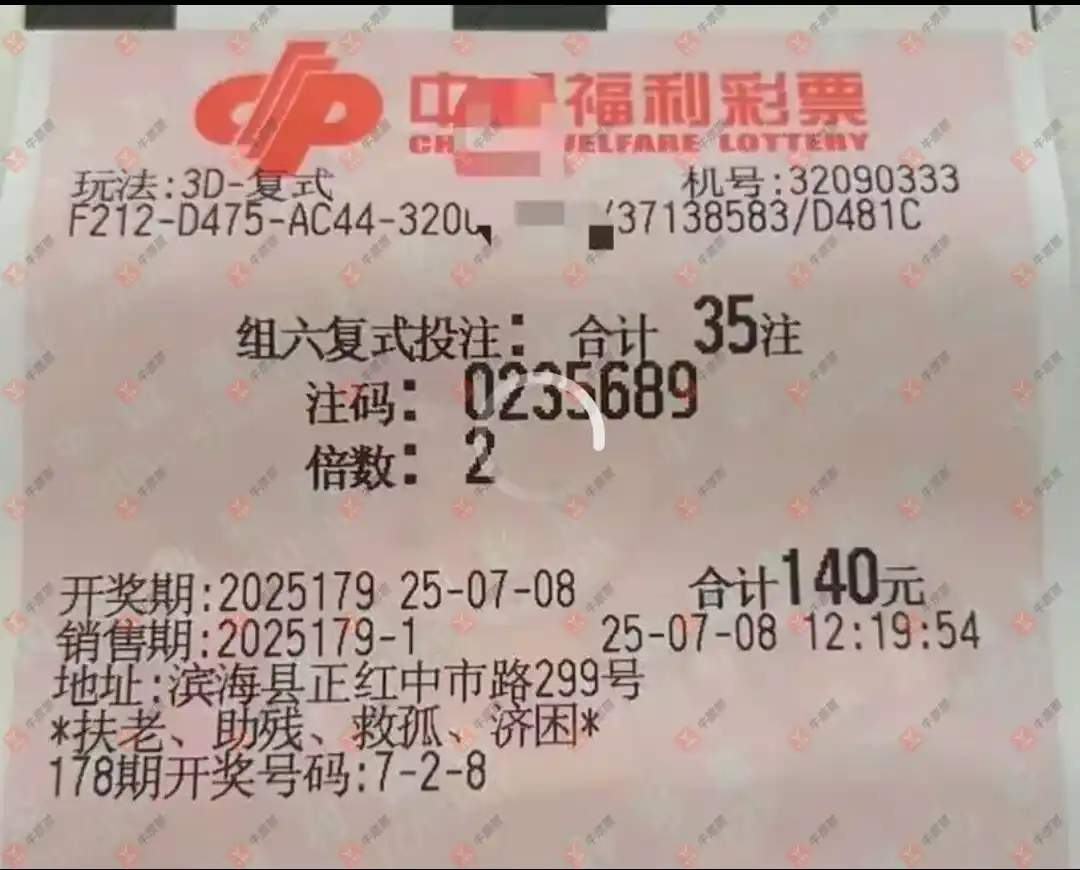 中 福利彩票
CH ELFARE LOTTERY
玩法:3D-复式 机号:32090333
F212-D475-AC44-320 /37138583/D481C
组六复式投注: 合计 35注
注码: 0235689
倍数: 2
开奖期:2025179 25-07-08 合计140元
销售期:2025179-1 25-07-08 12:19:54
地址:滨海县正红中市路299号
*扶老、助残、救孤、济困*
178期开奖号码:7-2-8